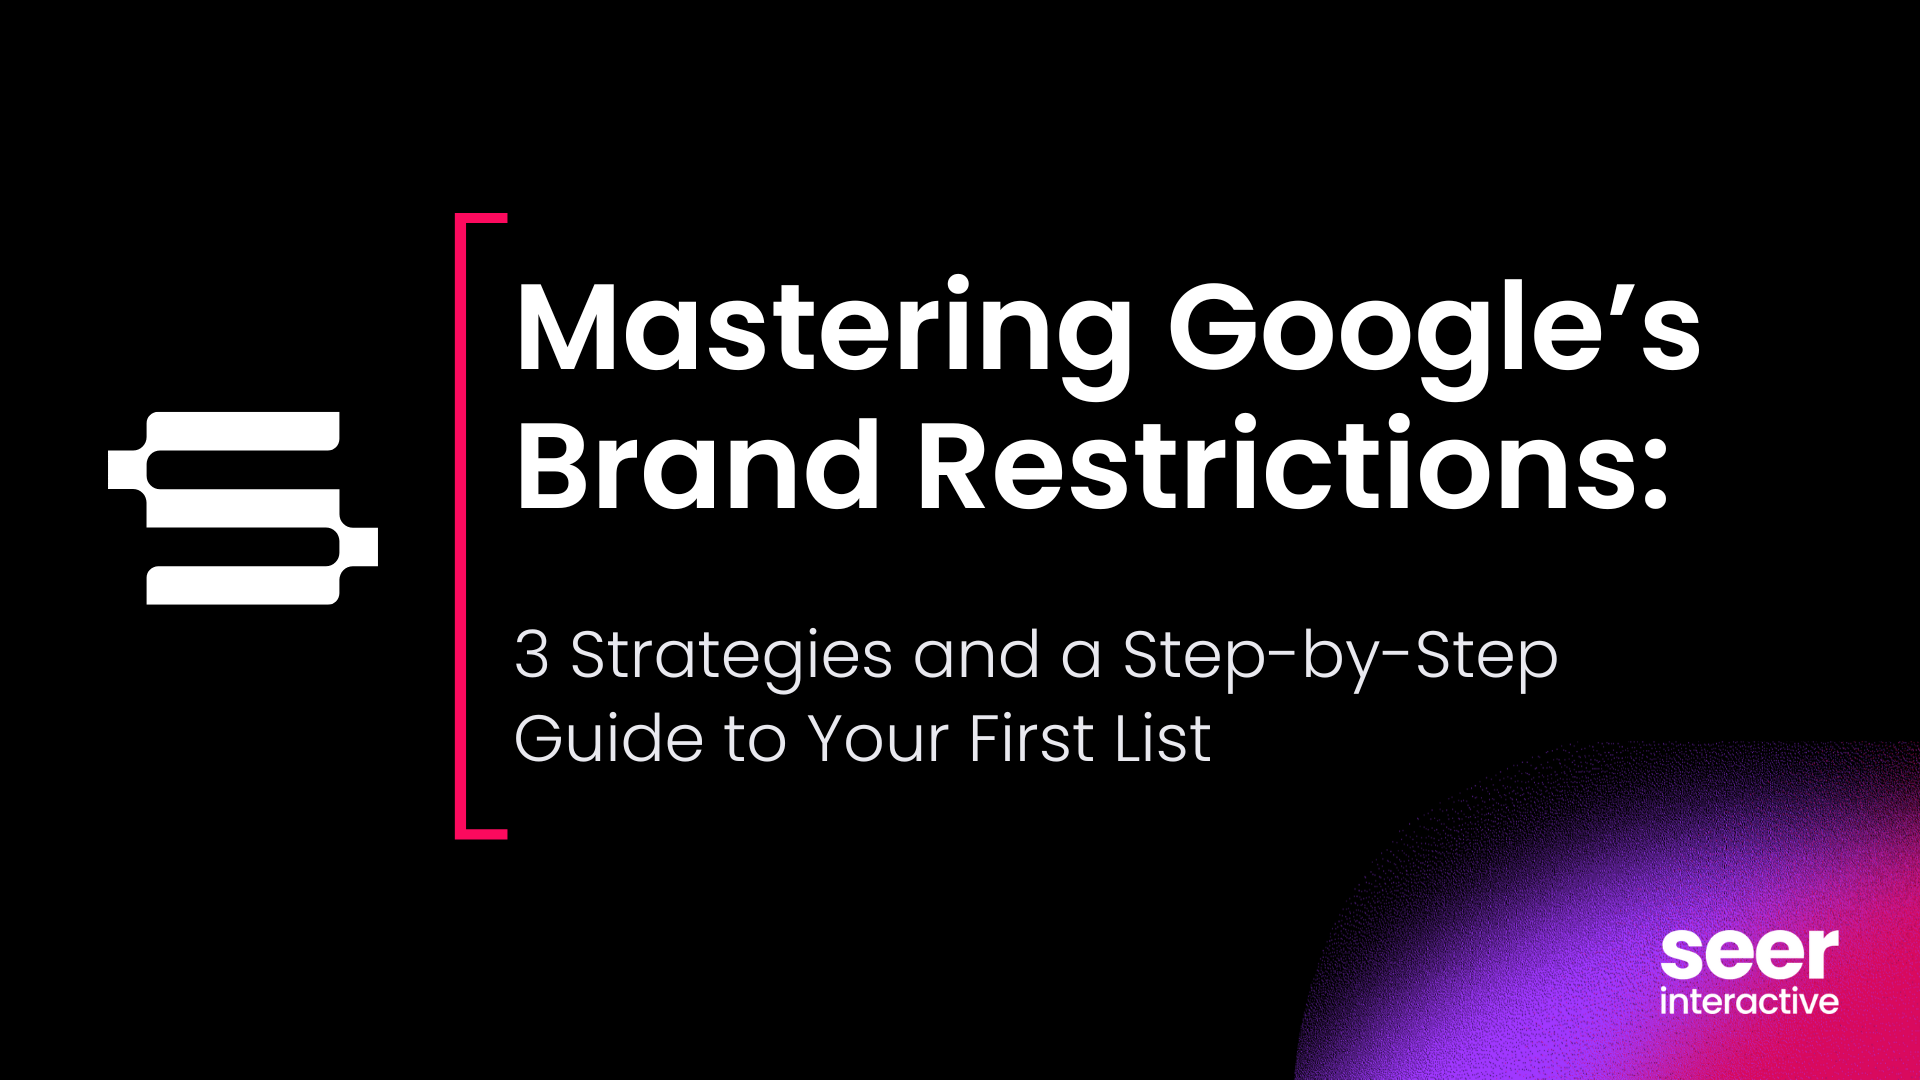 Mastering Google’s
Brand Restrictions:
3 Strategies and a Step-by-Step
Guide to Your First List
seer
interactive